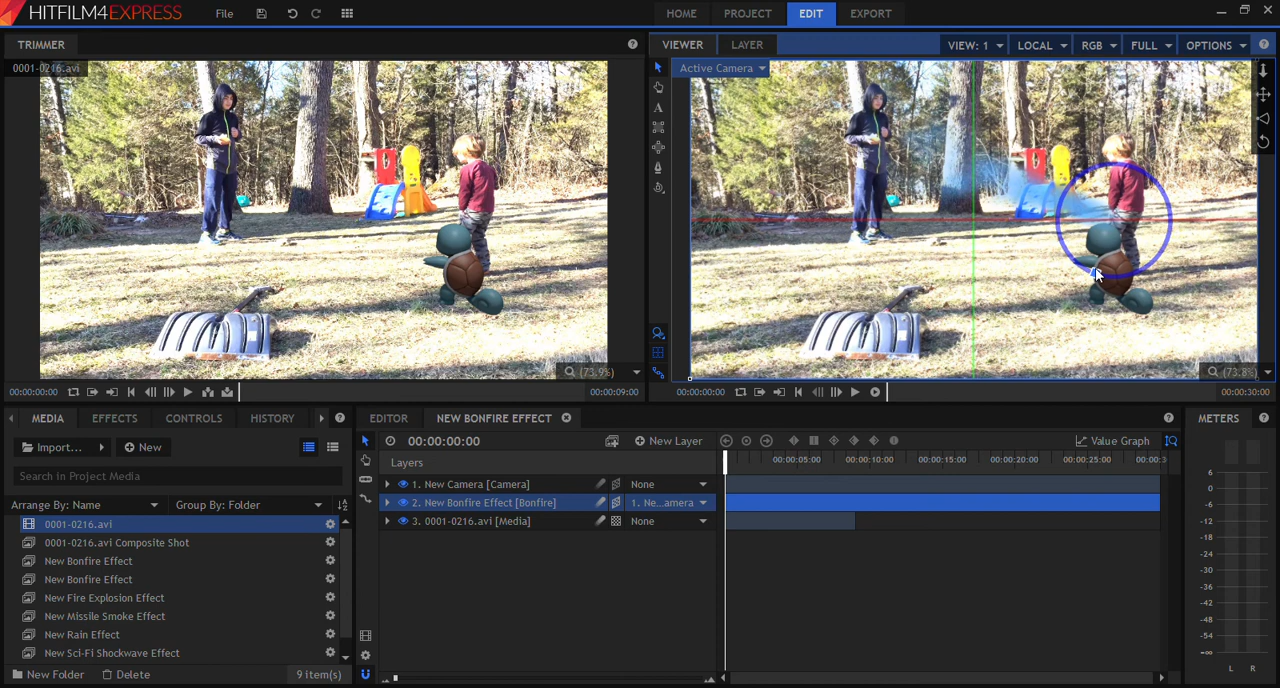 HITFILM4EXPRESS
File
HOME PROJECT EDIT EXPORT
TRIMMER
0001-0216.avi
(73.9%)
00:00:00:00
00:00:09:00
VIEWER LAYER
VIEW: 1 LOCAL RGB FULL OPTIONS
Active Camera
(73.8%)
00:00:00:00
00:00:30:00
MEDIA EFFECTS CONTROLS HISTORY
Import... New
Search in Project Media
Arrange By: Name Group By: Folder
0001-0216.avi
0001-0216.avi Composite Shot
New Bonfire Effect
New Bonfire Effect
New Fire Explosion Effect
New Missile Smoke Effect
New Rain Effect
New Sci-Fi Shockwave Effect
New Folder Delete 9 item(s)
EDITOR NEW BONFIRE EFFECT
00:00:00:00 New Layer Value Graph
Layers
00:00:05:00 00:00:10:00 00:00:15:00 00:00:20:00 00:00:25:00 00:00:3
1. New Camera [Camera] None
2. New Bonfire Effect [Bonfire] 1. Ne...amera
3. 0001-0216.avi [Media] None
METERS
6
0
-6
-12
-18
-24
-30
-36
-42
-48
-54
-∞
L R